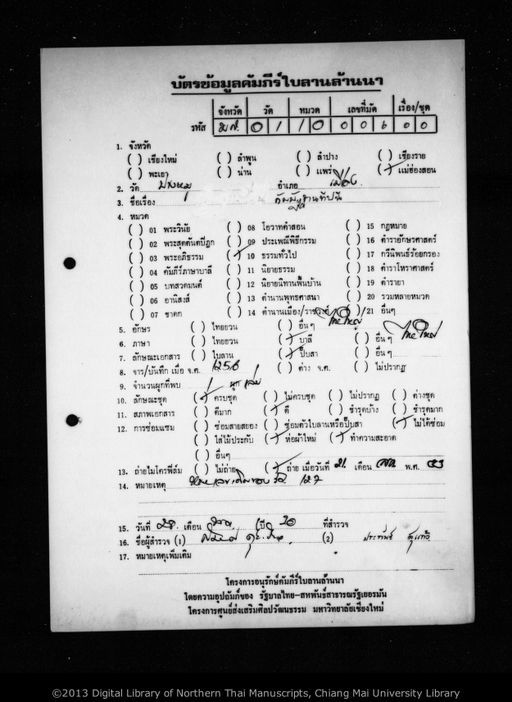 บัตรข้อมูลคัมภีร์ใบลานล้านนา
จังหวัด วัด หมวด เลขที่มัด เรื่อง/ชุด
รหัส มส. 0 1 1 0 0 0 6 0 0
1. จังหวัด
( ) เชียงใหม่ ( ) ลำพูน ( ) ลำปาง ( ) เชียงราย
( ) พะเยา ( ) น่าน ( ) แพร่ ( ) แม่ฮ่องสอน
2. วัด อำเภอ เมือง
3. ชื่อเรื่อง
4. หมวด
( ) 01 พระวินัย ( ) 08 โอวาทคำสอน ( ) 15 กฎหมาย
( ) 02 พระสุตตันตปิฎก ( ) 09 ประเพณีพิธีกรรม ( ) 16 ตำราอักษรศาสตร์
( ) 03 พระอภิธรรม ( ) 10 ธรรมทั่วไป ( ) 17 กวีนิพนธ์ร้อยกรอง
( ) 04 คัมภีร์ภาษาบาลี ( ) 11 นิยายธรรม ( ) 18 ตำราโหราศาสตร์
( ) 05 บทสวดมนต์ ( ) 12 นิยายนิทานพื้นบ้าน ( ) 19 ตำรายา
( ) 06 อานิสงส์ ( ) 13 ตำนานพุทธศาสนา ( ) 20 รวมหลายหมวด
( ) 07 ชาดก ( ) 14 ตำนานเมือง/ราชวงศ์ ( ) 21 อื่นๆ
5. อักษร ( ) ไทยยวน ( ) อื่นๆ ไทใหญ่
6. ภาษา ( ) ไทยยวน ( ) บาลี ( ) อื่นๆ ไทใหญ่
7. ลักษณะเอกสาร ( ) ใบลาน ( ) ปั๊บสา ( ) อื่นๆ
8. จาร/บันทึก เมื่อ จ.ศ. 1256 ( ) ต่าง จ.ศ. ( ) ไม่ปรากฏ
9. จำนวนผูกที่พบ 1 ผูก
10. ลักษณะชุด ( ) ครบชุด ( ) ไม่ครบชุด ( ) ไม่ปรากฏ ( ) ต่างชุด
11. สภาพเอกสาร ( ) ดีมาก ( ) ดี ( ) ชำรุดบ้าง ( ) ชำรุดมาก
12. การซ่อมแซม ( ) ซ่อมสายสยอง ( ) ซ่อมตัวใบลานหรือปั๊บสา ( ) ไม่ได้ซ่อม
( ) ใส่ไม้ประกับ ( ) ห่อผ้าใหม่ ( ) ทำความสะอาด
( ) อื่นๆ
13. ถ่ายไมโครฟิล์ม ( ) ไม่ถ่าย ( ) ถ่าย เมื่อวันที่ 21 เดือน พ.ศ.
14. หมายเหตุ 127
15. วันที่ 28 เดือน ปี 30 ที่สำรวจ
16. ชื่อผู้สำรวจ (1) (2)
17. หมายเหตุเพิ่มเติม
โครงการอนุรักษ์คัมภีร์ใบลานล้านนา
โดยความอุปถัมภ์ของ รัฐบาลไทย-สหพันธ์สาธารณรัฐเยอรมัน
โครงการศูนย์ส่งเสริมศิลปวัฒนธรรม มหาวิทยาลัยเชียงใหม่
©2013 Digital Library of Northern Thai Manuscripts, Chiang Mai University Library